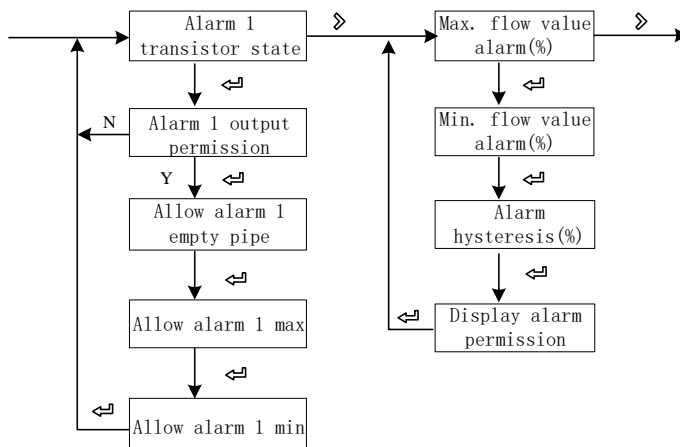 Alarm 1
transistor state
Alarm 1 output
permission
N
Y
Allow alarm 1
empty pipe
Allow alarm 1 max
Allow alarm 1 min
Max. flow value
alarm(%)
Min. flow value
alarm(%)
Alarm
hysteresis(%)
Display alarm
permission